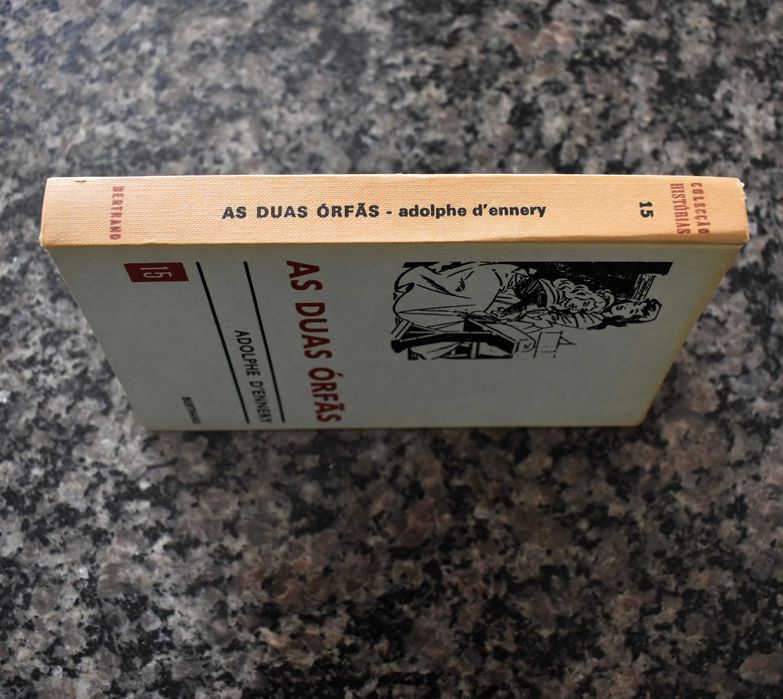 BERTRAND
AS DUAS ÓRFÃS - adolphe d'ennery
15
COLECÇÃO
HISTÓRIAS
AS DUAS ÓRFÃS
ADOLPHE D'ENNERY
15
BERTRAND